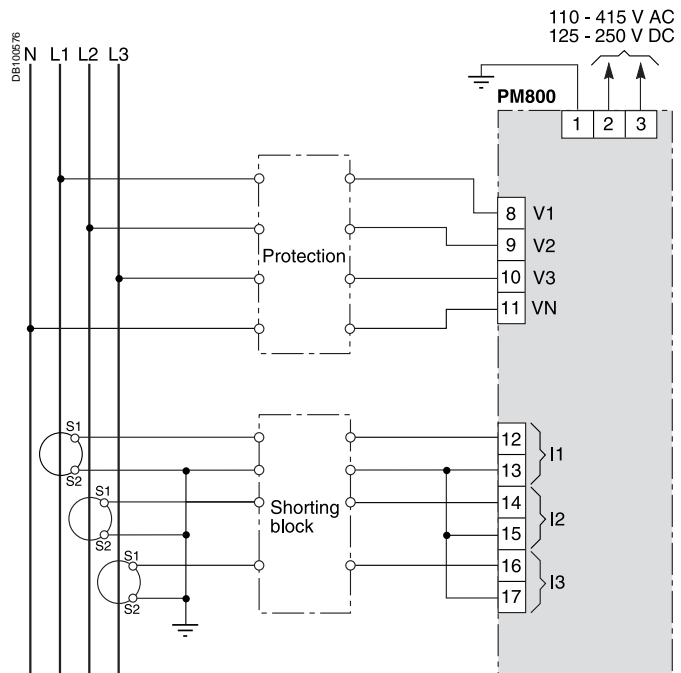 110 - 415 V AC
125 - 250 V DC
DB100576
N L1 L2 L3
PM800
1 2 3
8 V1
9 V2
Protection
10 V3
11 VN
S1
12
I1
S2
13
S1
14
Shorting
block
I2
S2
15
S1
16
I3
S2
17